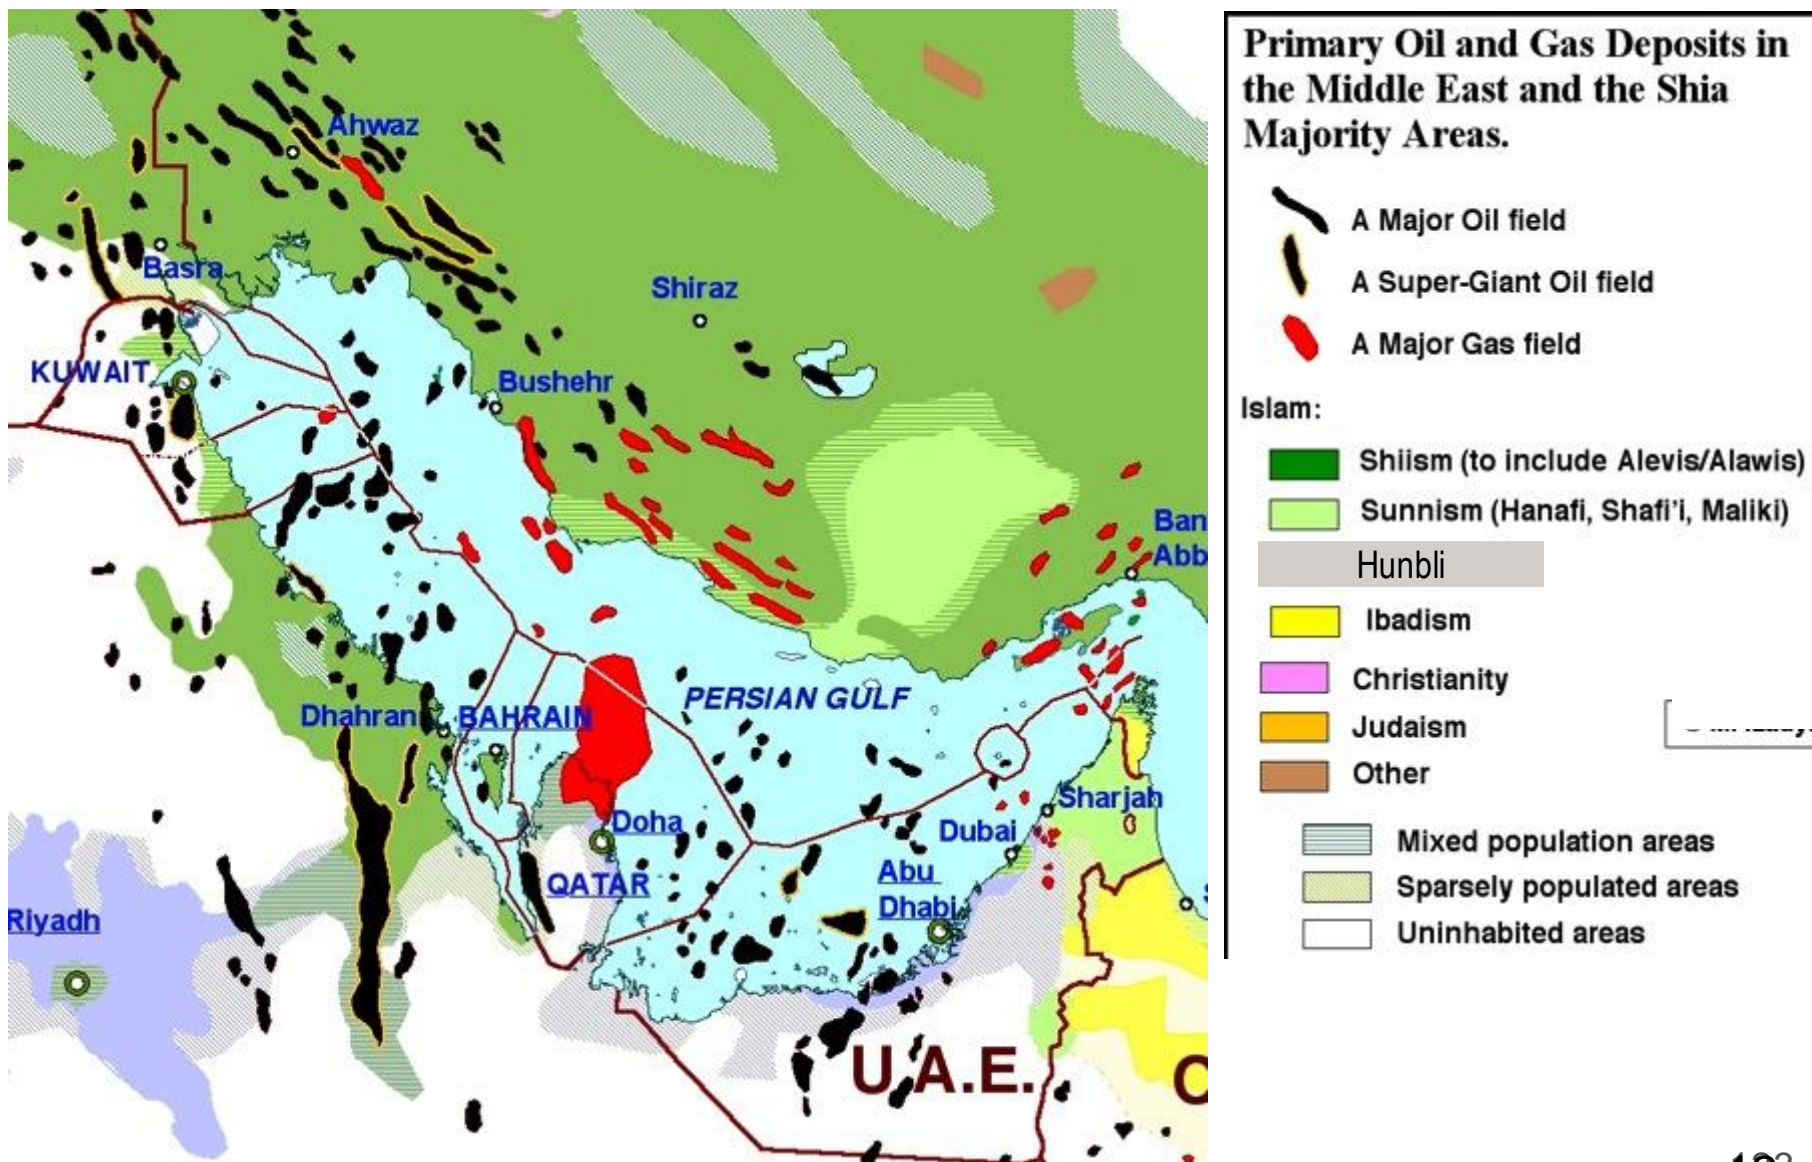 Ahwaz
Basra
Shiraz
KUWAIT
Bushehr
Ban
Abb
PERSIAN GULF
Dhahran
BAHRAIN
Sharjah
Doha
Dubai
QATAR
Abu
Dhabi
Riyadh
U.A.E.
Primary Oil and Gas Deposits in
the Middle East and the Shia
Majority Areas.
A Major Oil field
A Super-Giant Oil field
A Major Gas field
Islam:
Shiism (to include Alevis/Alawis)
Sunnism (Hanafi, Shafi'i, Maliki)
Hunbli
Ibadism
Christianity
Judaism
Other
Mixed population areas
Sparsely populated areas
Uninhabited areas